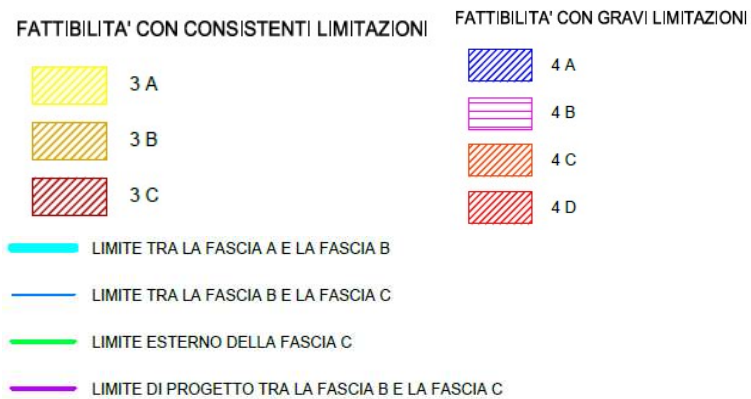 FATTIBILITA' CON CONSISTENTI LIMITAZIONI
3 A
3 B
3 C
FATTIBILITA' CON GRAVI LIMITAZIONI
4 A
4 B
4 C
4 D
LIMITE TRA LA FASCIA A E LA FASCIA B
LIMITE TRA LA FASCIA B E LA FASCIA C
LIMITE ESTERNO DELLA FASCIA C
LIMITE DI PROGETTO TRA LA FASCIA B E LA FASCIA C